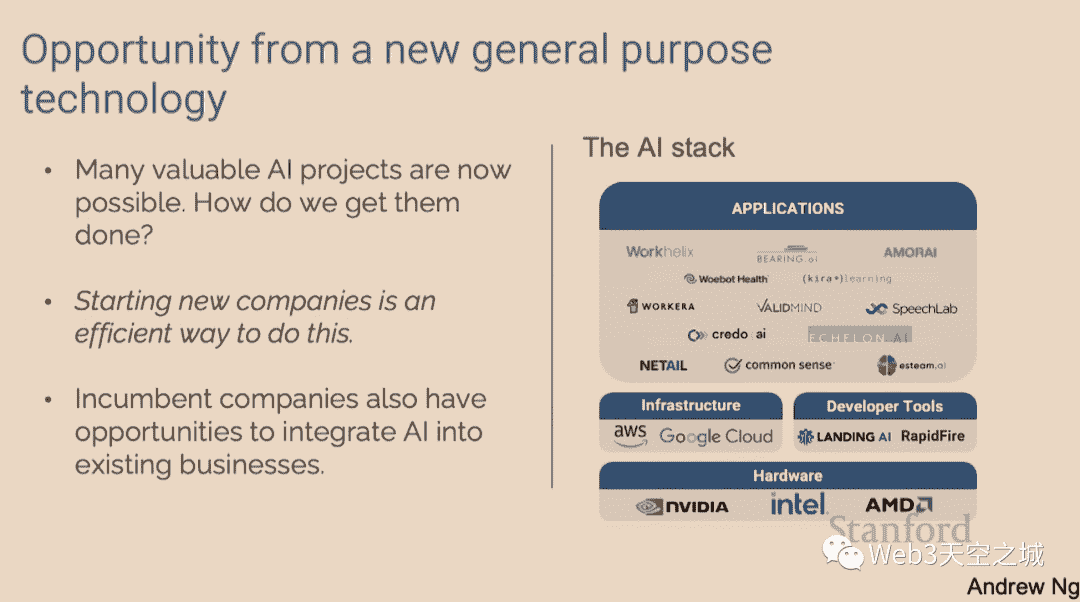 Opportunity from a new general purpose
technology
• Many valuable AI projects are now
possible. How do we get them
done?
• Starting new companies is an
efficient way to do this.
• Incumbent companies also have
opportunities to integrate AI into
existing businesses.
The AI stack
APPLICATIONS
Workhelix BEARING.ai AMORAI
Woebot Health (kira•)learning
WORKERA VALIDMIND SpeechLab
credo ai ECHELON AI
NETAIL common sense esteam.ai
Infrastructure
aws Google Cloud
Developer Tools
LANDING AI RapidFire
Hardware
NVIDIA intel. AMD
Stanford
Web3天空之城
Andrew Ng